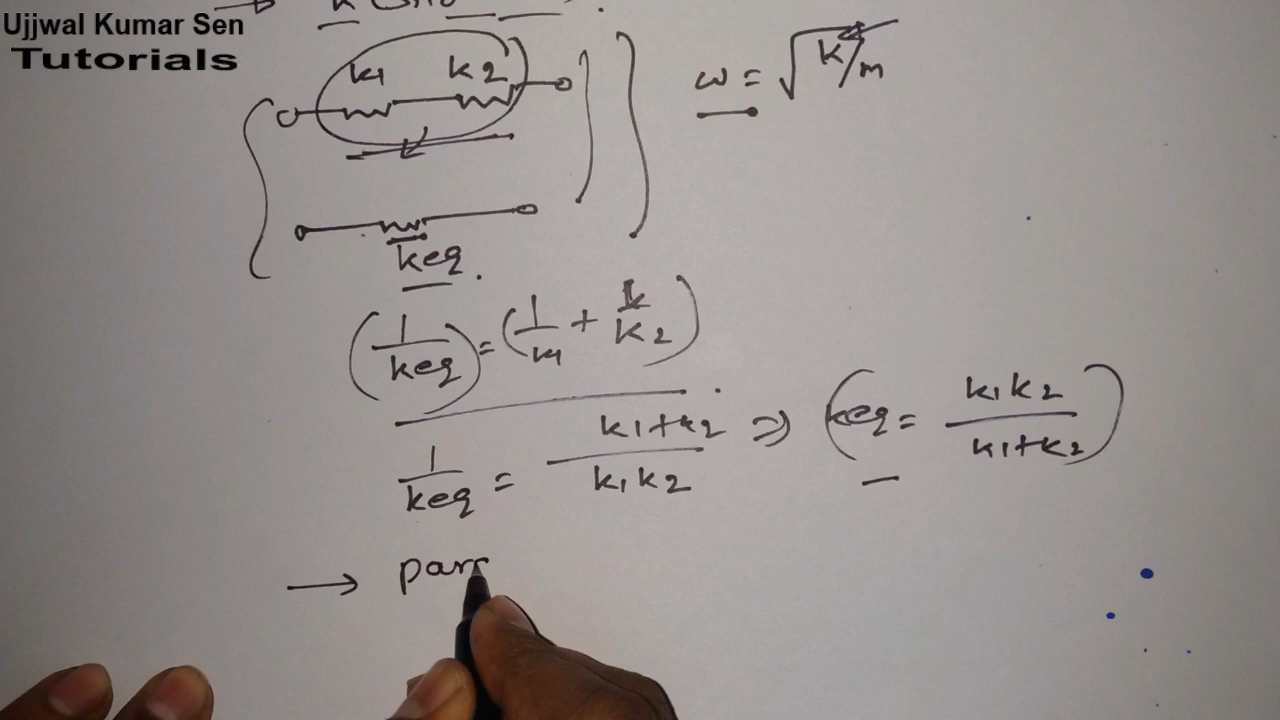 Ujjwal Kumar Sen
Tutorials
k1 k2
ω = √k/m
keq.
(1/keq) = (1/k1 + 1/k2).
1/keq = k1+k2/k1k2 ⇒ (keq = k1k2/k1+k2)
→ para